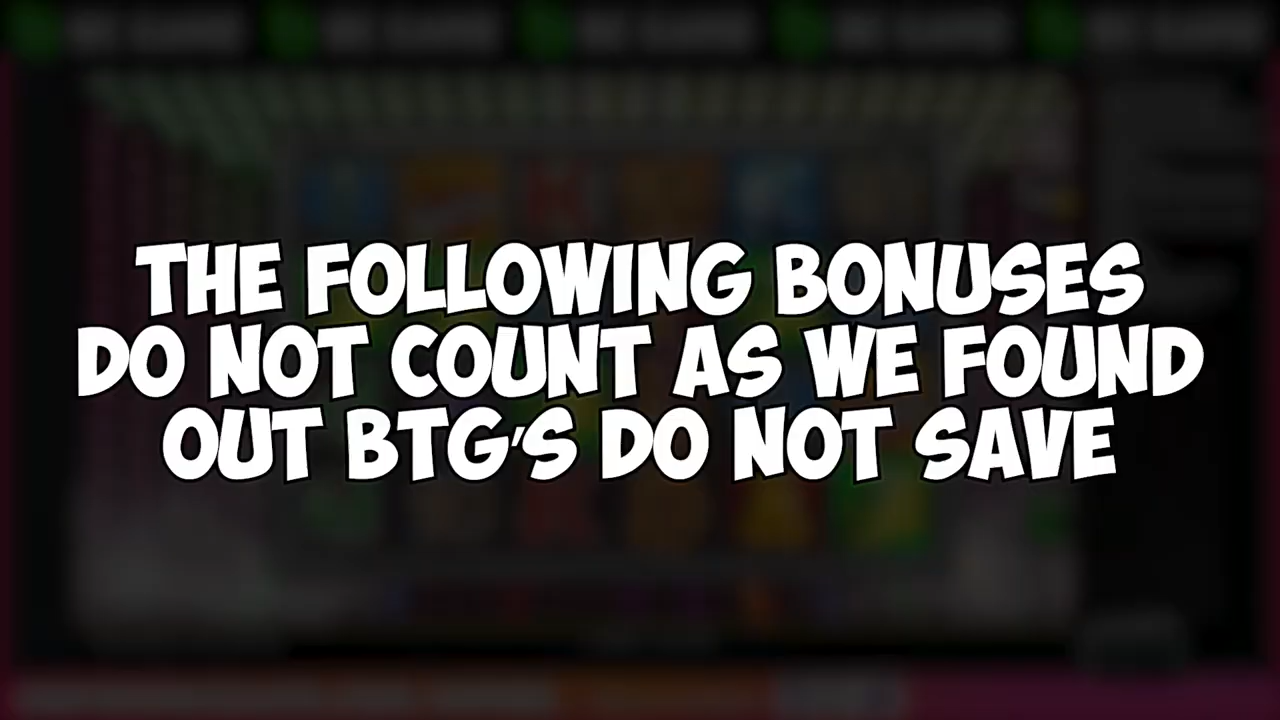 THE FOLLOWING BONUSES
DO NOT COUNT AS WE FOUND
OUT BTG'S DO NOT SAVE